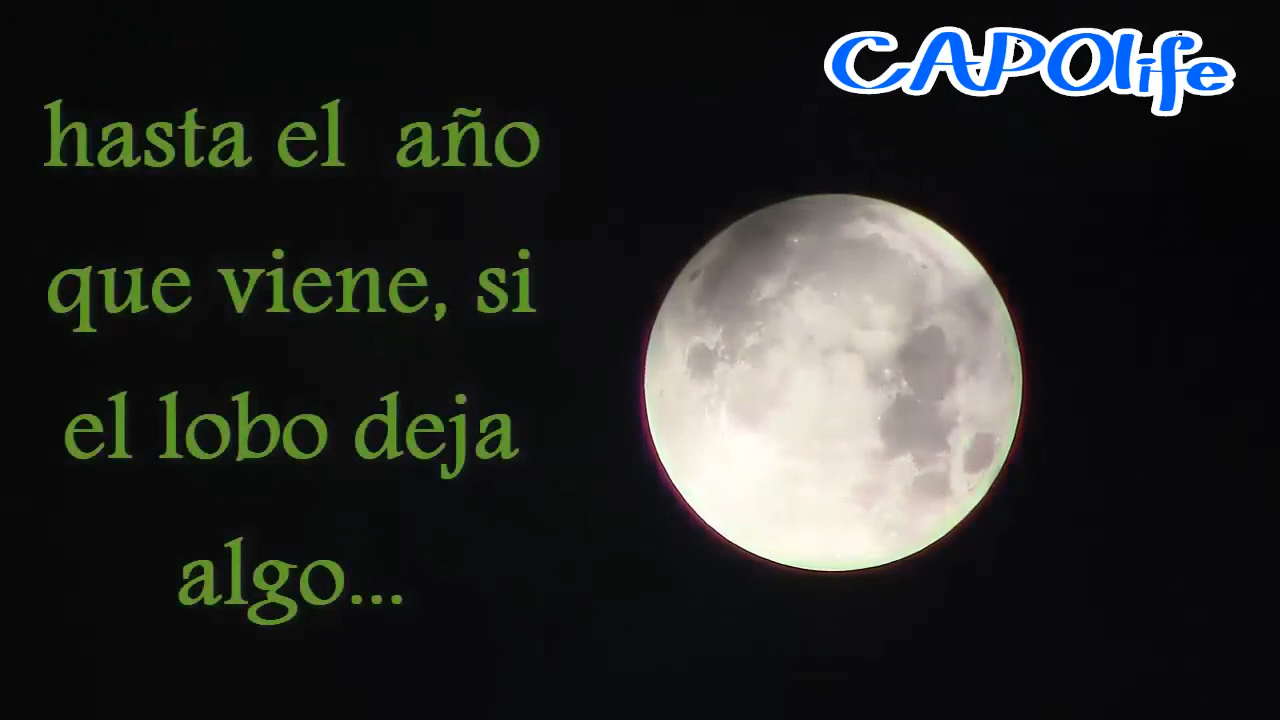 CAPOlife
hasta el año
que viene, si
el lobo deja
algo...